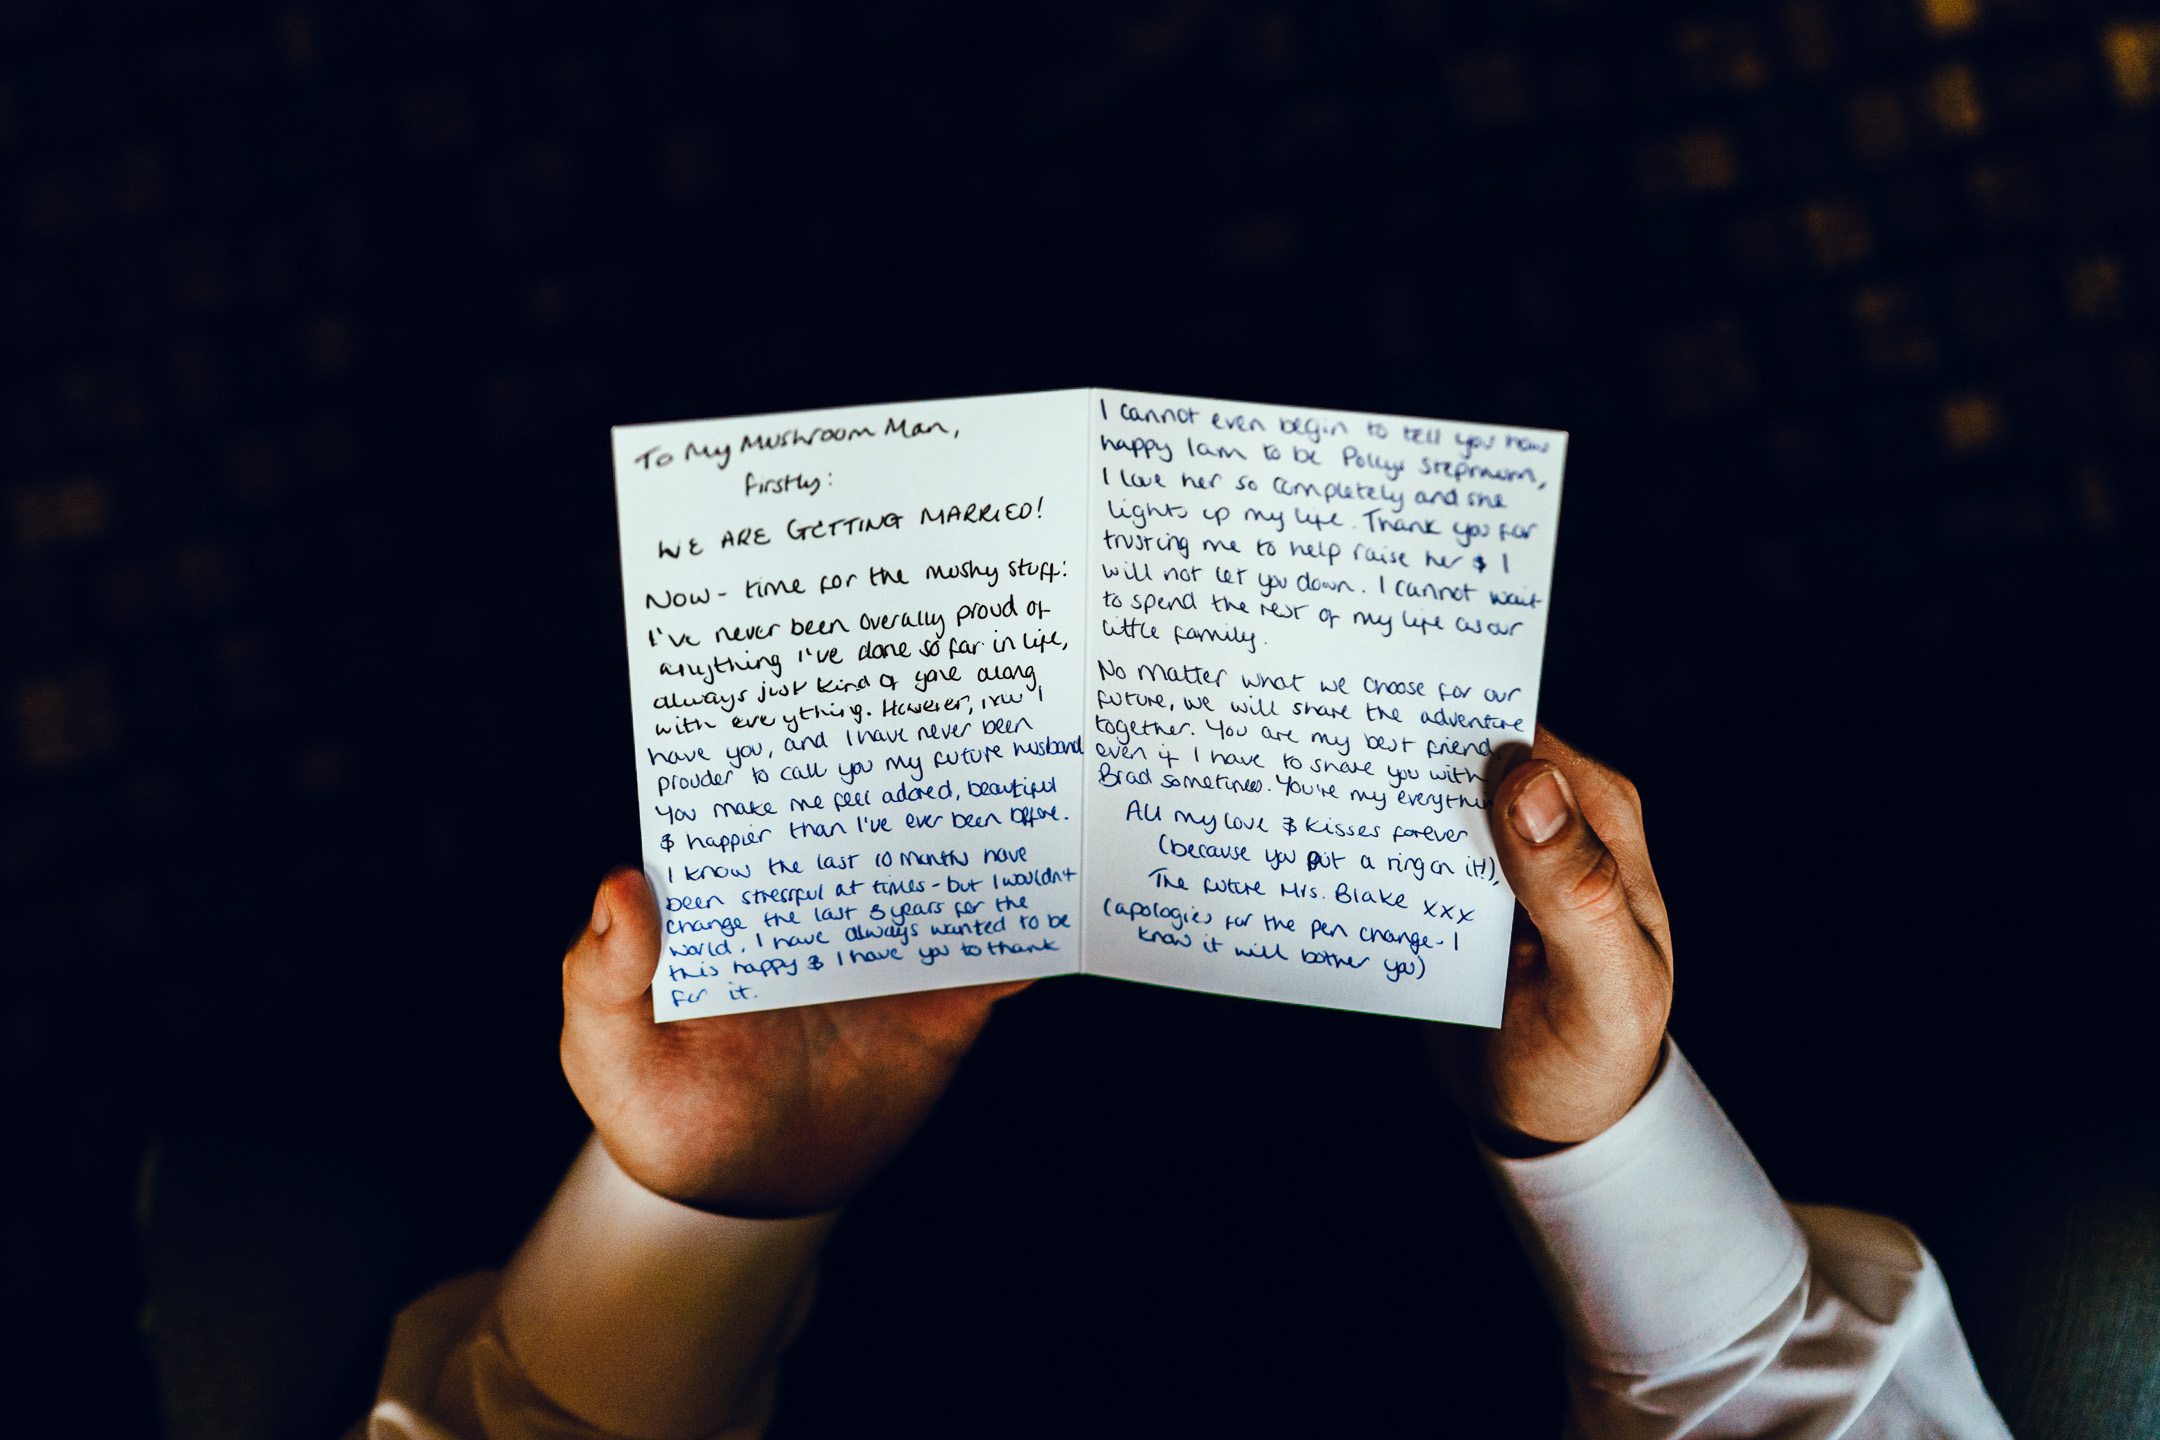 To My Mushroom Man,
firstly:
WE ARE GETTING MARRIED!
Now - time for the mushy stuff:
I've never been overally proud of
anything I've done so far in life,
always just kind of gone along
with everything. However, now I
have you, and I have never been
prouder to call you my future husband
You make me feel adored, beautiful
& happier than I've ever been before.
I know the last 10 months have
been stressful at times - but I wouldn't
change the last 3 years for the
world. I have always wanted to be
this happy & I have you to thank
for it.
I cannot even begin to tell you how
happy I am to be Pollys stepmum,
I love her so completely and she
lights up my life. Thank you for
trusting me to help raise her & I
will not let you down. I cannot wait
to spend the rest of my life as our
little family.
No matter what we choose for our
future, we will share the adventure
together. You are my best friend,
even if I have to share you with
Brad sometimes. You're my everythin
All my love & kisses forever
(because you put a ring on it!),
The future Mrs. Blake xxx
(apologies for the pen change - I
know it will bother you)